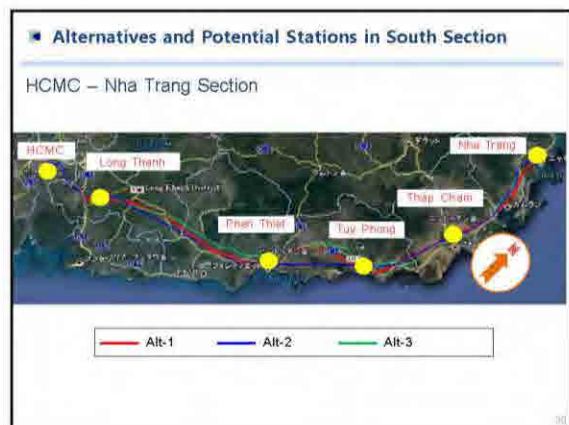 Alternatives and Potential Stations in South Section
HCMC – Nha Trang Section
HCMC
Long Thanh
Phan Thiet
Tuy Phong
Thap Cham
Nha Trang
N
Alt-1
Alt-2
Alt-3